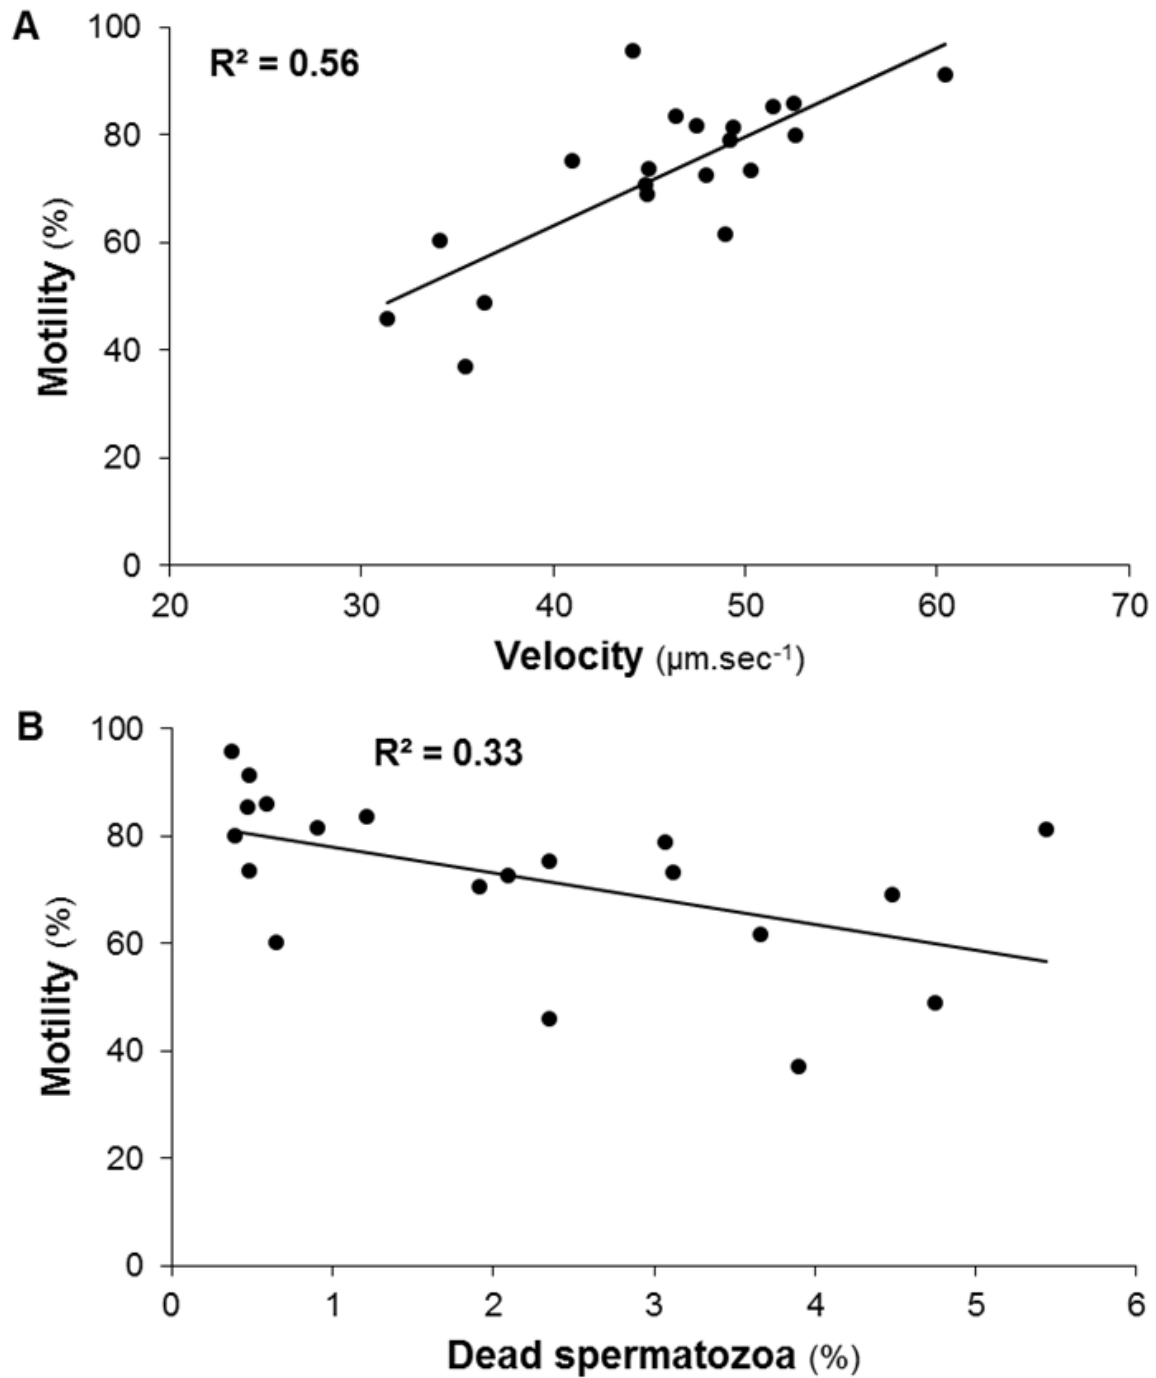 A
R² = 0.56
Motility (%)
100
80
60
40
20
0
20 30 40 50 60 70
Velocity (µm.sec⁻¹)
B
R² = 0.33
Motility (%)
100
80
60
40
20
0
0 1 2 3 4 5 6
Dead spermatozoa (%)